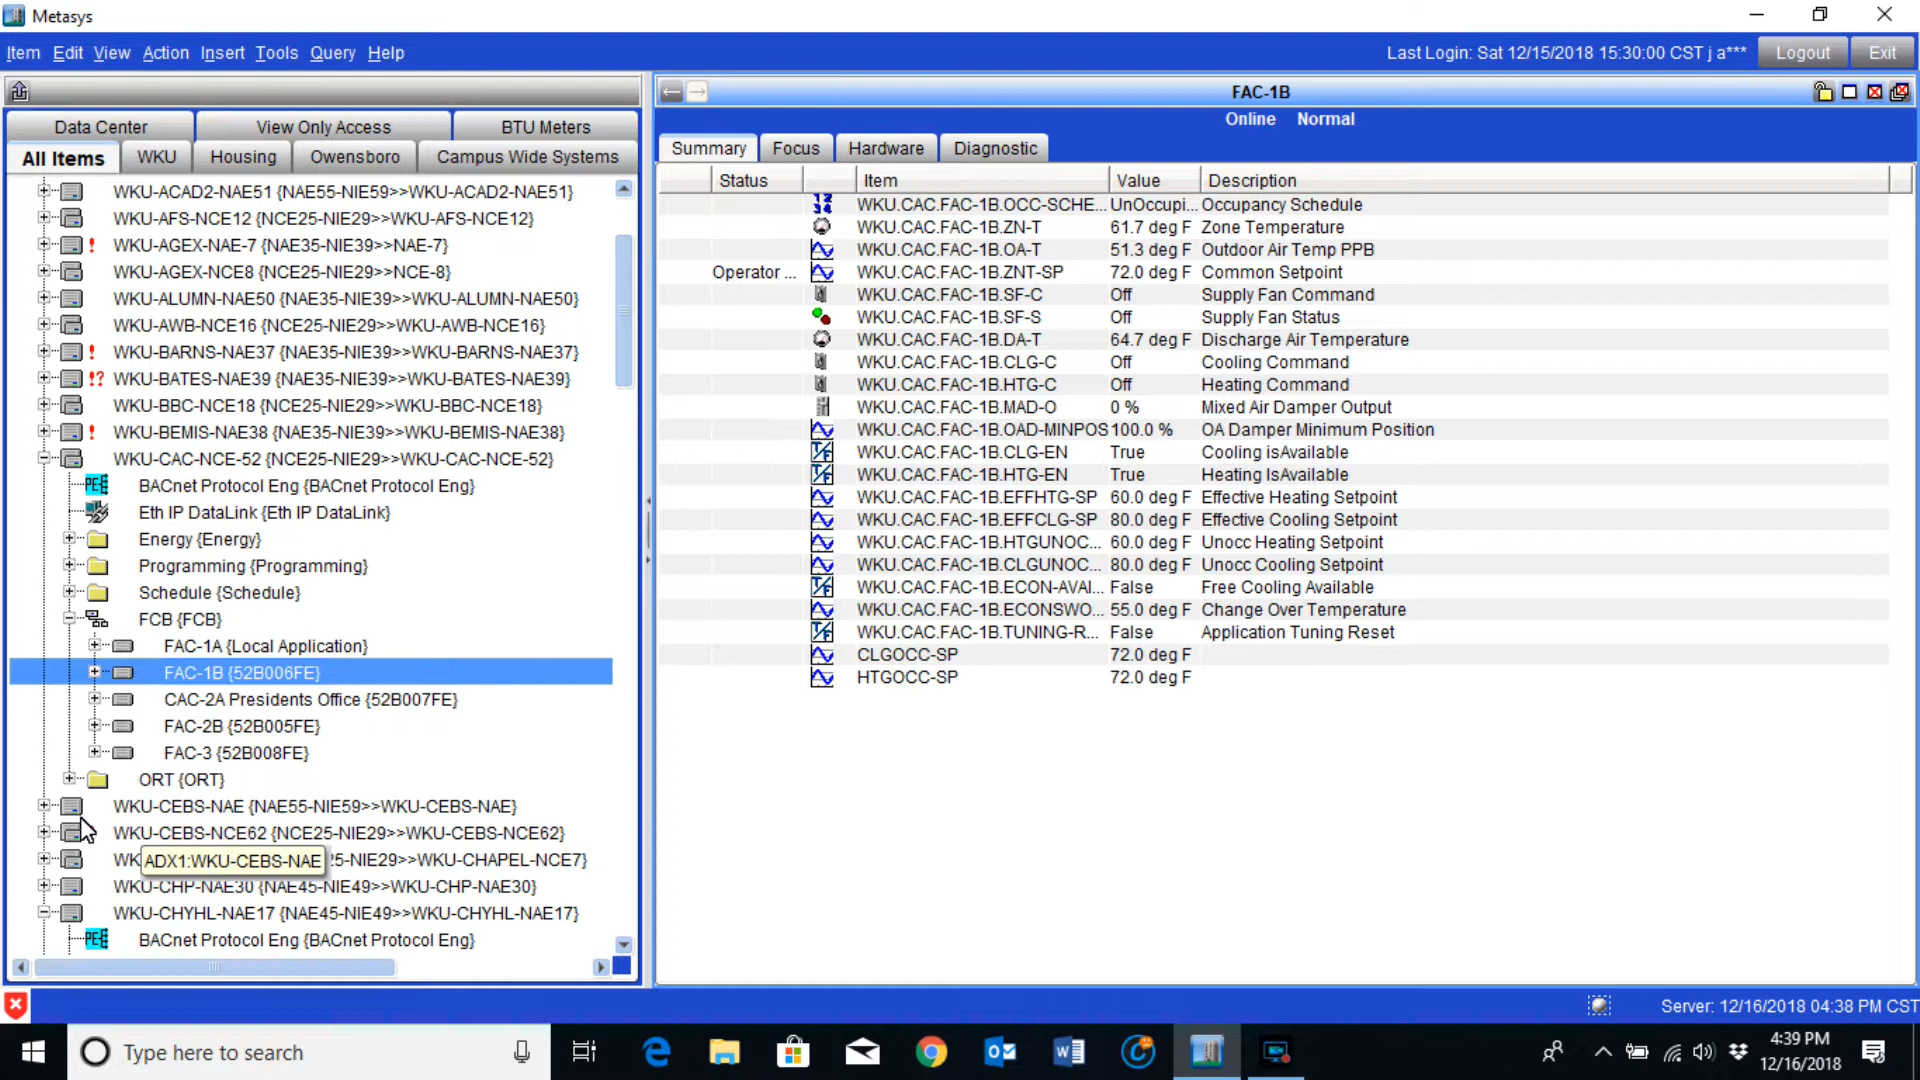 Metasys
Item Edit View Action Insert Tools Query Help
Last Login: Sat 12/15/2018 15:30:00 CST j a***
Logout
Exit
Data Center
View Only Access
BTU Meters
All Items
WKU
Housing
Owensboro
Campus Wide Systems
WKU-ACAD2-NAE51 {NAE55-NIE59>>WKU-ACAD2-NAE51}
WKU-AFS-NCE12 {NCE25-NIE29>>WKU-AFS-NCE12}
! WKU-AGEX-NAE-7 {NAE35-NIE39>>NAE-7}
WKU-AGEX-NCE8 {NCE25-NIE29>>NCE-8}
WKU-ALUMN-NAE50 {NAE35-NIE39>>WKU-ALUMN-NAE50}
WKU-AWB-NCE16 {NCE25-NIE29>>WKU-AWB-NCE16}
! WKU-BARNS-NAE37 {NAE35-NIE39>>WKU-BARNS-NAE37}
!? WKU-BATES-NAE39 {NAE35-NIE39>>WKU-BATES-NAE39}
WKU-BBC-NCE18 {NCE25-NIE29>>WKU-BBC-NCE18}
! WKU-BEMIS-NAE38 {NAE35-NIE39>>WKU-BEMIS-NAE38}
WKU-CAC-NCE-52 {NCE25-NIE29>>WKU-CAC-NCE-52}
BACnet Protocol Eng {BACnet Protocol Eng}
Eth IP DataLink {Eth IP DataLink}
Energy {Energy}
Programming {Programming}
Schedule {Schedule}
FCB {FCB}
FAC-1A {Local Application}
FAC-1B {52B006FE}
CAC-2A Presidents Office {52B007FE}
FAC-2B {52B005FE}
FAC-3 {52B008FE}
ORT {ORT}
WKU-CEBS-NAE {NAE55-NIE59>>WKU-CEBS-NAE}
WKU-CEBS-NCE62 {NCE25-NIE29>>WKU-CEBS-NCE62}
WK
ADX1:WKU-CEBS-NAE
25-NIE29>>WKU-CHAPEL-NCE7}
WKU-CHP-NAE30 {NAE45-NIE49>>WKU-CHP-NAE30}
WKU-CHYHL-NAE17 {NAE45-NIE49>>WKU-CHYHL-NAE17}
BACnet Protocol Eng {BACnet Protocol Eng}
FAC-1B
Online Normal
Summary
Focus
Hardware
Diagnostic
Status Item Value Description
WKU.CAC.FAC-1B.OCC-SCHE... UnOccupi... Occupancy Schedule
WKU.CAC.FAC-1B.ZN-T 61.7 deg F Zone Temperature
WKU.CAC.FAC-1B.OA-T 51.3 deg F Outdoor Air Temp PPB
Operator ... WKU.CAC.FAC-1B.ZNT-SP 72.0 deg F Common Setpoint
WKU.CAC.FAC-1B.SF-C Off Supply Fan Command
WKU.CAC.FAC-1B.SF-S Off Supply Fan Status
WKU.CAC.FAC-1B.DA-T 64.7 deg F Discharge Air Temperature
WKU.CAC.FAC-1B.CLG-C Off Cooling Command
WKU.CAC.FAC-1B.HTG-C Off Heating Command
WKU.CAC.FAC-1B.MAD-O 0 % Mixed Air Damper Output
WKU.CAC.FAC-1B.OAD-MINPOS 100.0 % OA Damper Minimum Position
WKU.CAC.FAC-1B.CLG-EN True Cooling isAvailable
WKU.CAC.FAC-1B.HTG-EN True Heating IsAvailable
WKU.CAC.FAC-1B.EFFHTG-SP 60.0 deg F Effective Heating Setpoint
WKU.CAC.FAC-1B.EFFCLG-SP 80.0 deg F Effective Cooling Setpoint
WKU.CAC.FAC-1B.HTGUNOC... 60.0 deg F Unocc Heating Setpoint
WKU.CAC.FAC-1B.CLGUNOC... 80.0 deg F Unocc Cooling Setpoint
WKU.CAC.FAC-1B.ECON-AVAI... False Free Cooling Available
WKU.CAC.FAC-1B.ECONSWO... 55.0 deg F Change Over Temperature
WKU.CAC.FAC-1B.TUNING-R... False Application Tuning Reset
CLGOCC-SP 72.0 deg F
HTGOCC-SP 72.0 deg F
Server: 12/16/2018 04:38 PM CST
Type here to search
4:39 PM
12/16/2018